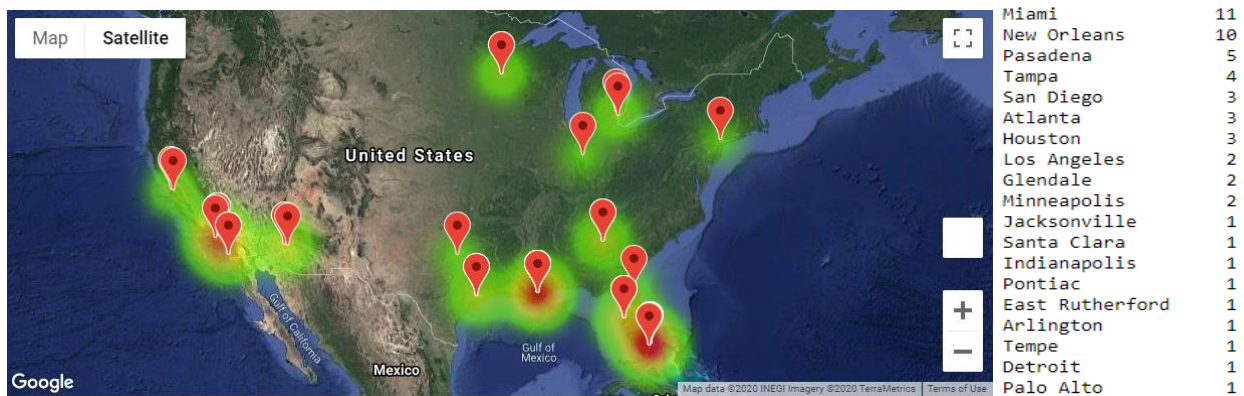 Map Satellite
United States
Gulf of California
Gulf of Mexico
Mexico
Google
Map data ©2020 INEGI Imagery ©2020 TerraMetrics Terms of Use
Miami 11
New Orleans 10
Pasadena 5
Tampa 4
San Diego 3
Atlanta 3
Houston 3
Los Angeles 2
Glendale 2
Minneapolis 2
Jacksonville 1
Santa Clara 1
Indianapolis 1
Pontiac 1
East Rutherford 1
Arlington 1
Tempe 1
Detroit 1
Palo Alto 1